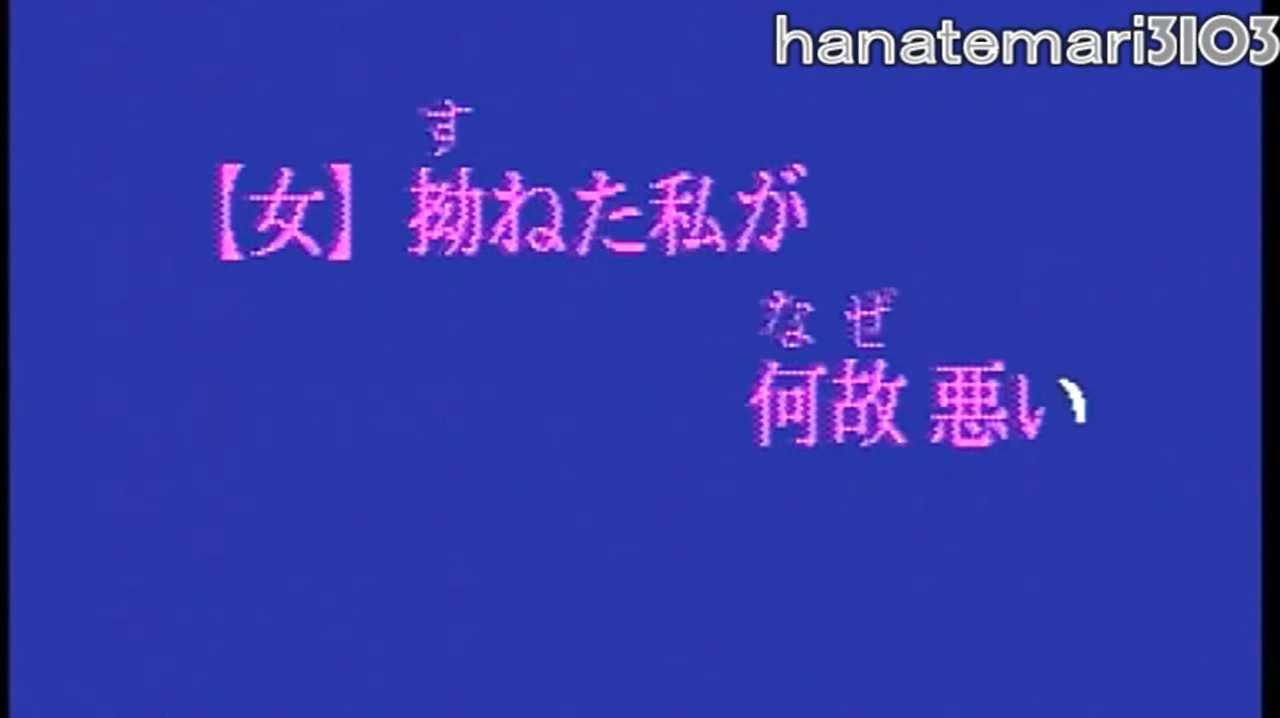 hanatemari3103
す
【女】 拗ねた私が
なぜ
何故 悪い